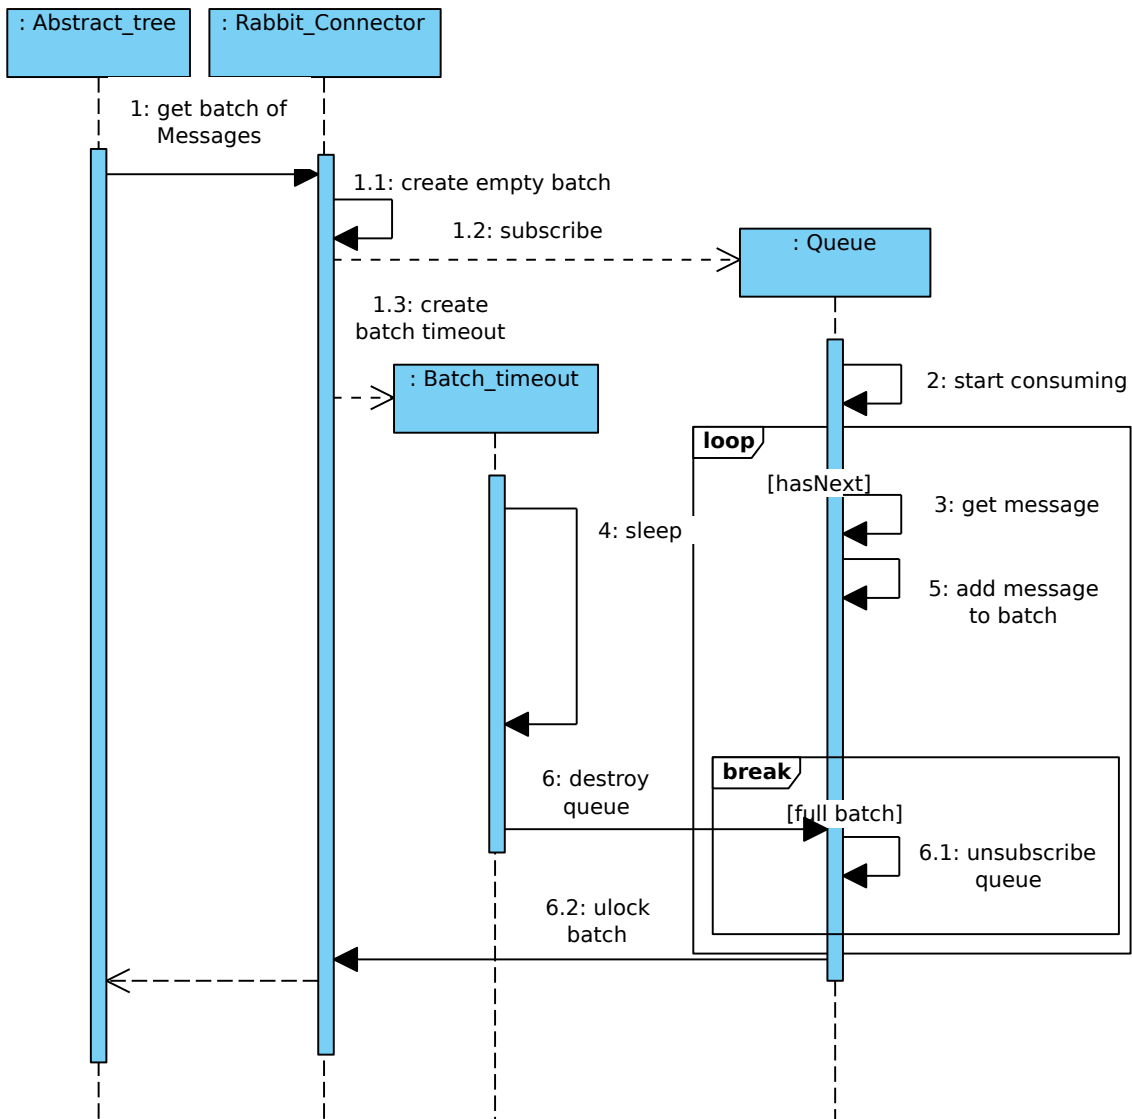 : Abstract_tree
: Rabbit_Connector
1: get batch of
Messages
1.1: create empty batch
1.2: subscribe
: Queue
1.3: create
batch timeout
: Batch_timeout
2: start consuming
loop
[hasNext]
3: get message
4: sleep
5: add message
to batch
break
6: destroy
queue
[full batch]
6.1: unsubscribe
queue
6.2: ulock
batch